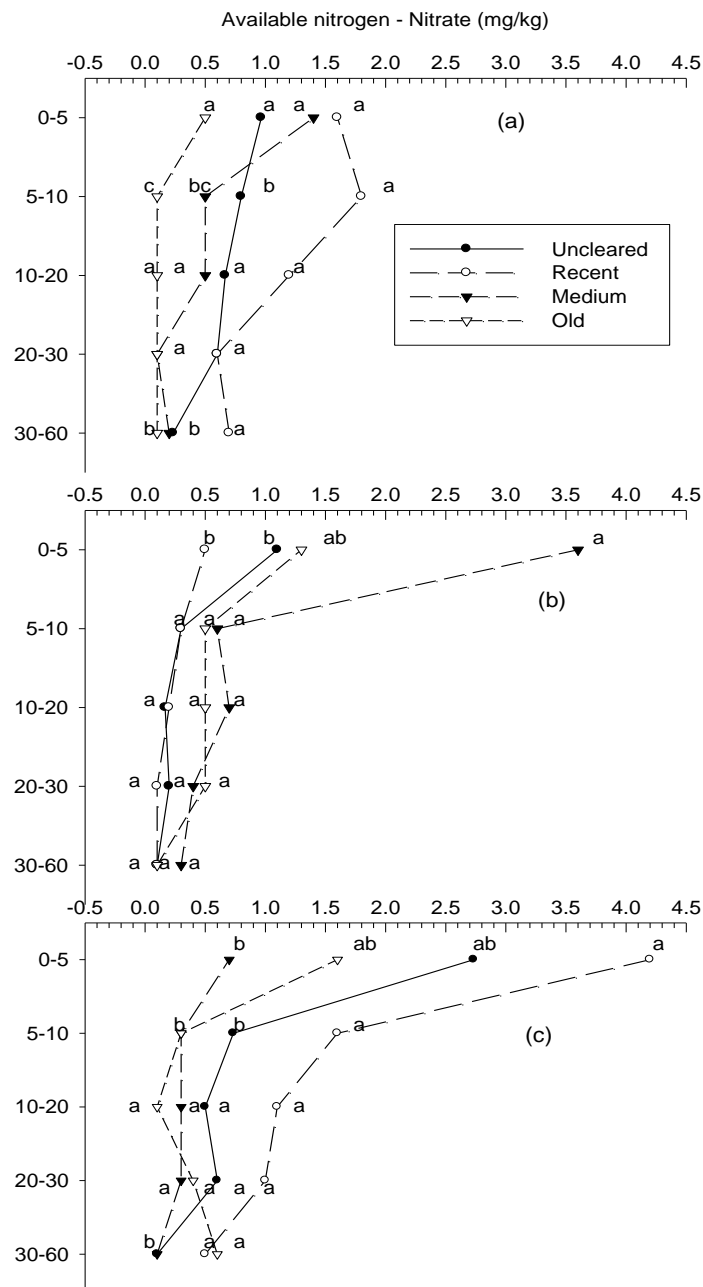 Available nitrogen - Nitrate (mg/kg)
-0.5 0.0 0.5 1.0 1.5 2.0 2.5 3.0 3.5 4.0 4.5
0-5 a a a a (a)
5-10 c bc b a
Uncleared
Recent
Medium
Old
10-20 a a a a
20-30 a a
30-60 b b a
-0.5 0.0 0.5 1.0 1.5 2.0 2.5 3.0 3.5 4.0 4.5
0-5 b b ab a
(b)
5-10 a a a
10-20 a a a
20-30 a a a
30-60 a a a
-0.5 0.0 0.5 1.0 1.5 2.0 2.5 3.0 3.5 4.0 4.5
0-5 b ab ab a
5-10 b b a (c)
10-20 a a a a
20-30 a a a a
30-60 b a a